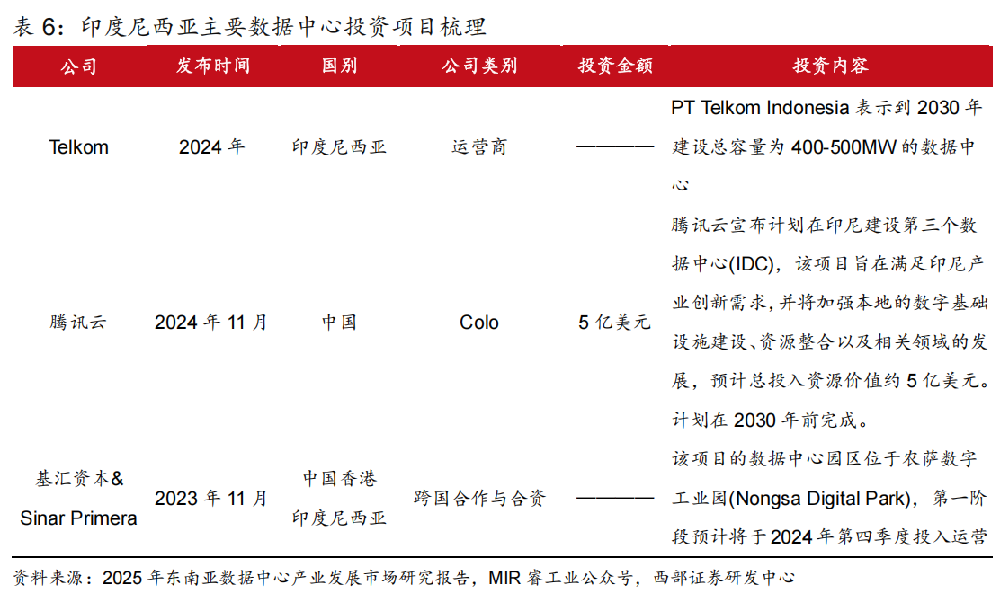 表 6：印度尼西亚主要数据中心投资项目梳理
公司 发布时间 国别 公司类别 投资金额 投资内容
PT Telkom Indonesia 表示到 2030 年
Telkom 2024 年 印度尼西亚 运营商 ———— 建设总容量为 400-500MW 的数据中
心
腾讯云宣布计划在印尼建设第三个数
据中心(IDC)，该项目旨在满足印尼产
业创新需求,并将加强本地的数字基础
腾讯云 2024 年 11 月 中国 Colo 5 亿美元
设施建设、资源整合以及相关领域的发
展，预计总投入资源价值约 5 亿美元。
计划在 2030 年前完成。
基汇资本& 中国香港 该项目的数据中心园区位于农萨数字
2023 年 11 月 跨国合作与合资 ———— 工业园(Nongsa Digital Park)，第一阶
Sinar Primera 印度尼西亚 段预计将于 2024 年第四季度投入运营
资料来源：2025 年东南亚数据中心产业发展市场研究报告，MIR 睿工业公众号，西部证券研发中心